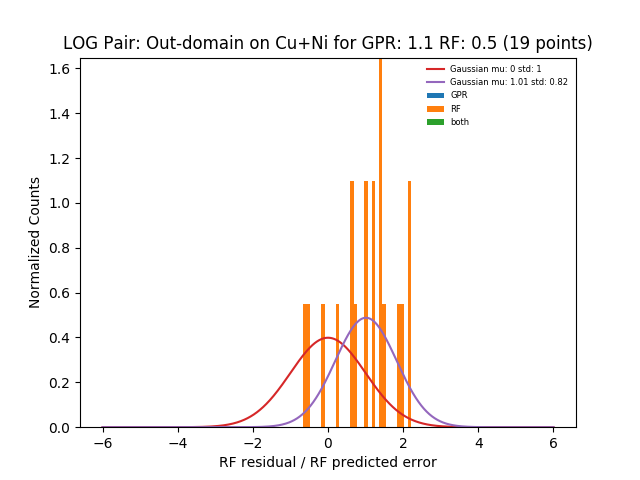 LOG Pair: Out-domain on Cu+Ni for GPR: 1.1 RF: 0.5 (19 points)
Gaussian mu: 0 std: 1
Gaussian mu: 1.01 std: 0.82
GPR
RF
both
Normalized Counts
1.6
1.4
1.2
1.0
0.8
0.6
0.4
0.2
0.0
−6 −4 −2 0 2 4 6
RF residual / RF predicted error